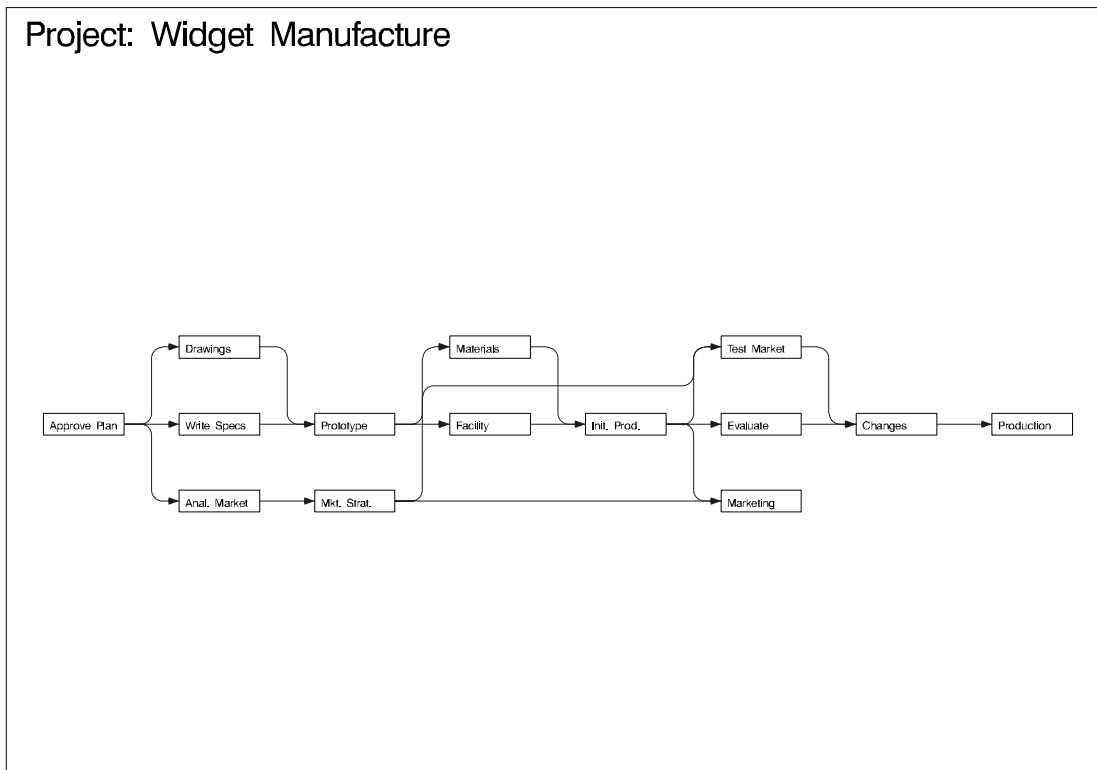 Project: Widget Manufacture
Drawings
Materials
Test Market
Approve Plan
Write Specs
Prototype
Facility
Init. Prod.
Evaluate
Changes
Production
Anal. Market
Mkt. Strat.
Marketing